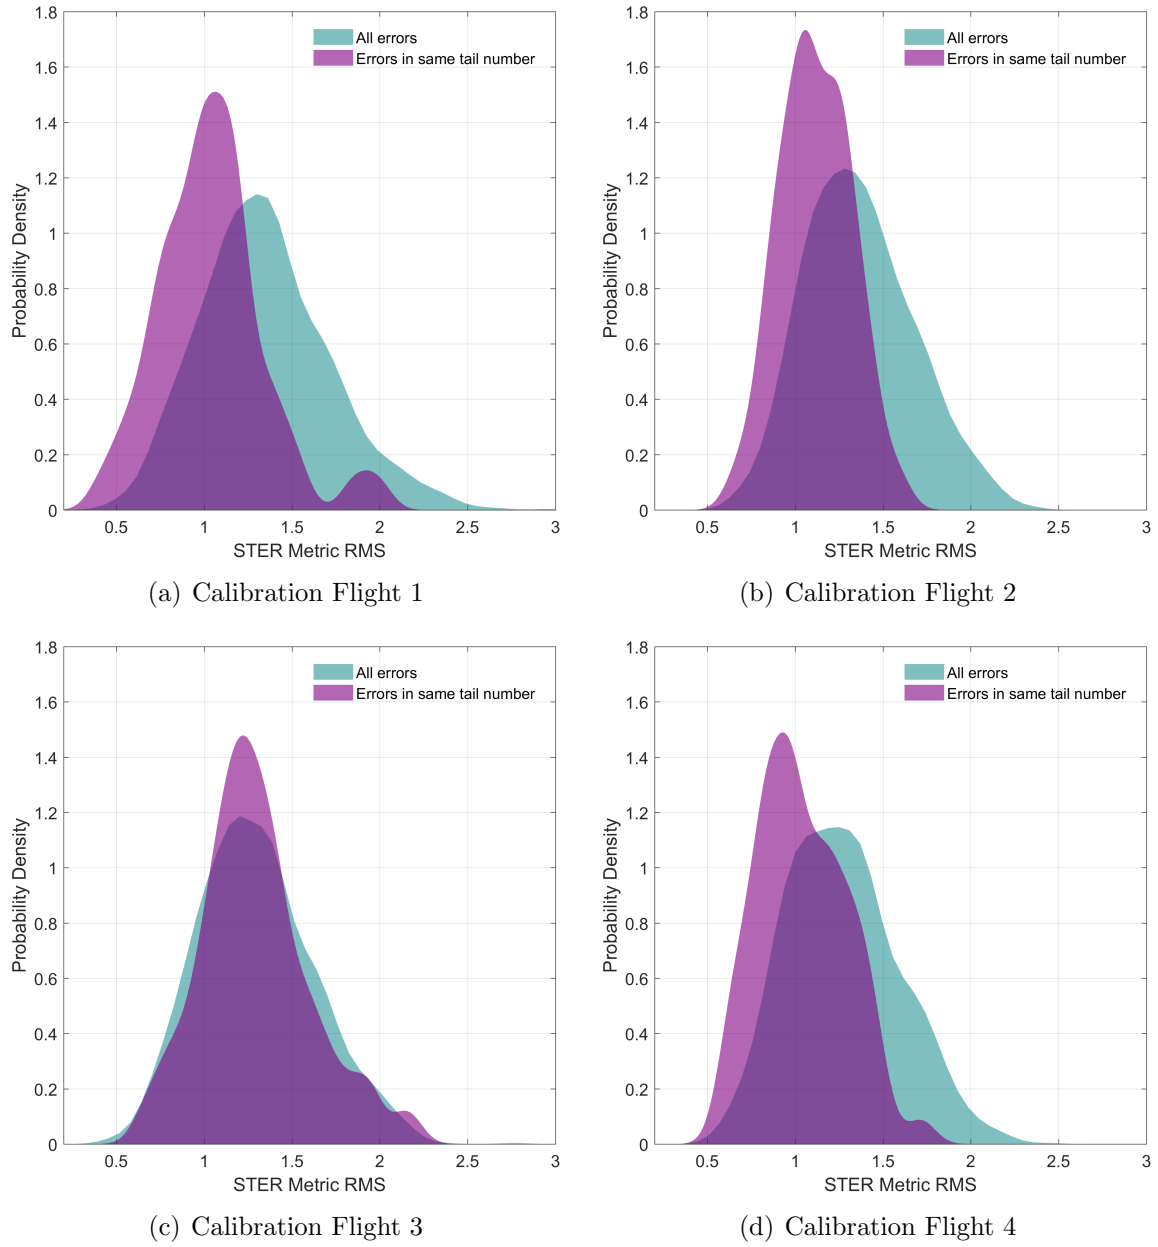 1.8
1.6
1.4
1.2
1
0.8
0.6
0.4
0.2
0
Probability Density
All errors
Errors in same tail number
0.5 1 1.5 2 2.5 3
STER Metric RMS
(a) Calibration Flight 1
1.8
1.6
1.4
1.2
1
0.8
0.6
0.4
0.2
0
Probability Density
All errors
Errors in same tail number
0.5 1 1.5 2 2.5 3
STER Metric RMS
(b) Calibration Flight 2
1.8
1.6
1.4
1.2
1
0.8
0.6
0.4
0.2
0
Probability Density
All errors
Errors in same tail number
0.5 1 1.5 2 2.5 3
STER Metric RMS
(c) Calibration Flight 3
1.8
1.6
1.4
1.2
1
0.8
0.6
0.4
0.2
0
Probability Density
All errors
Errors in same tail number
0.5 1 1.5 2 2.5 3
STER Metric RMS
(d) Calibration Flight 4